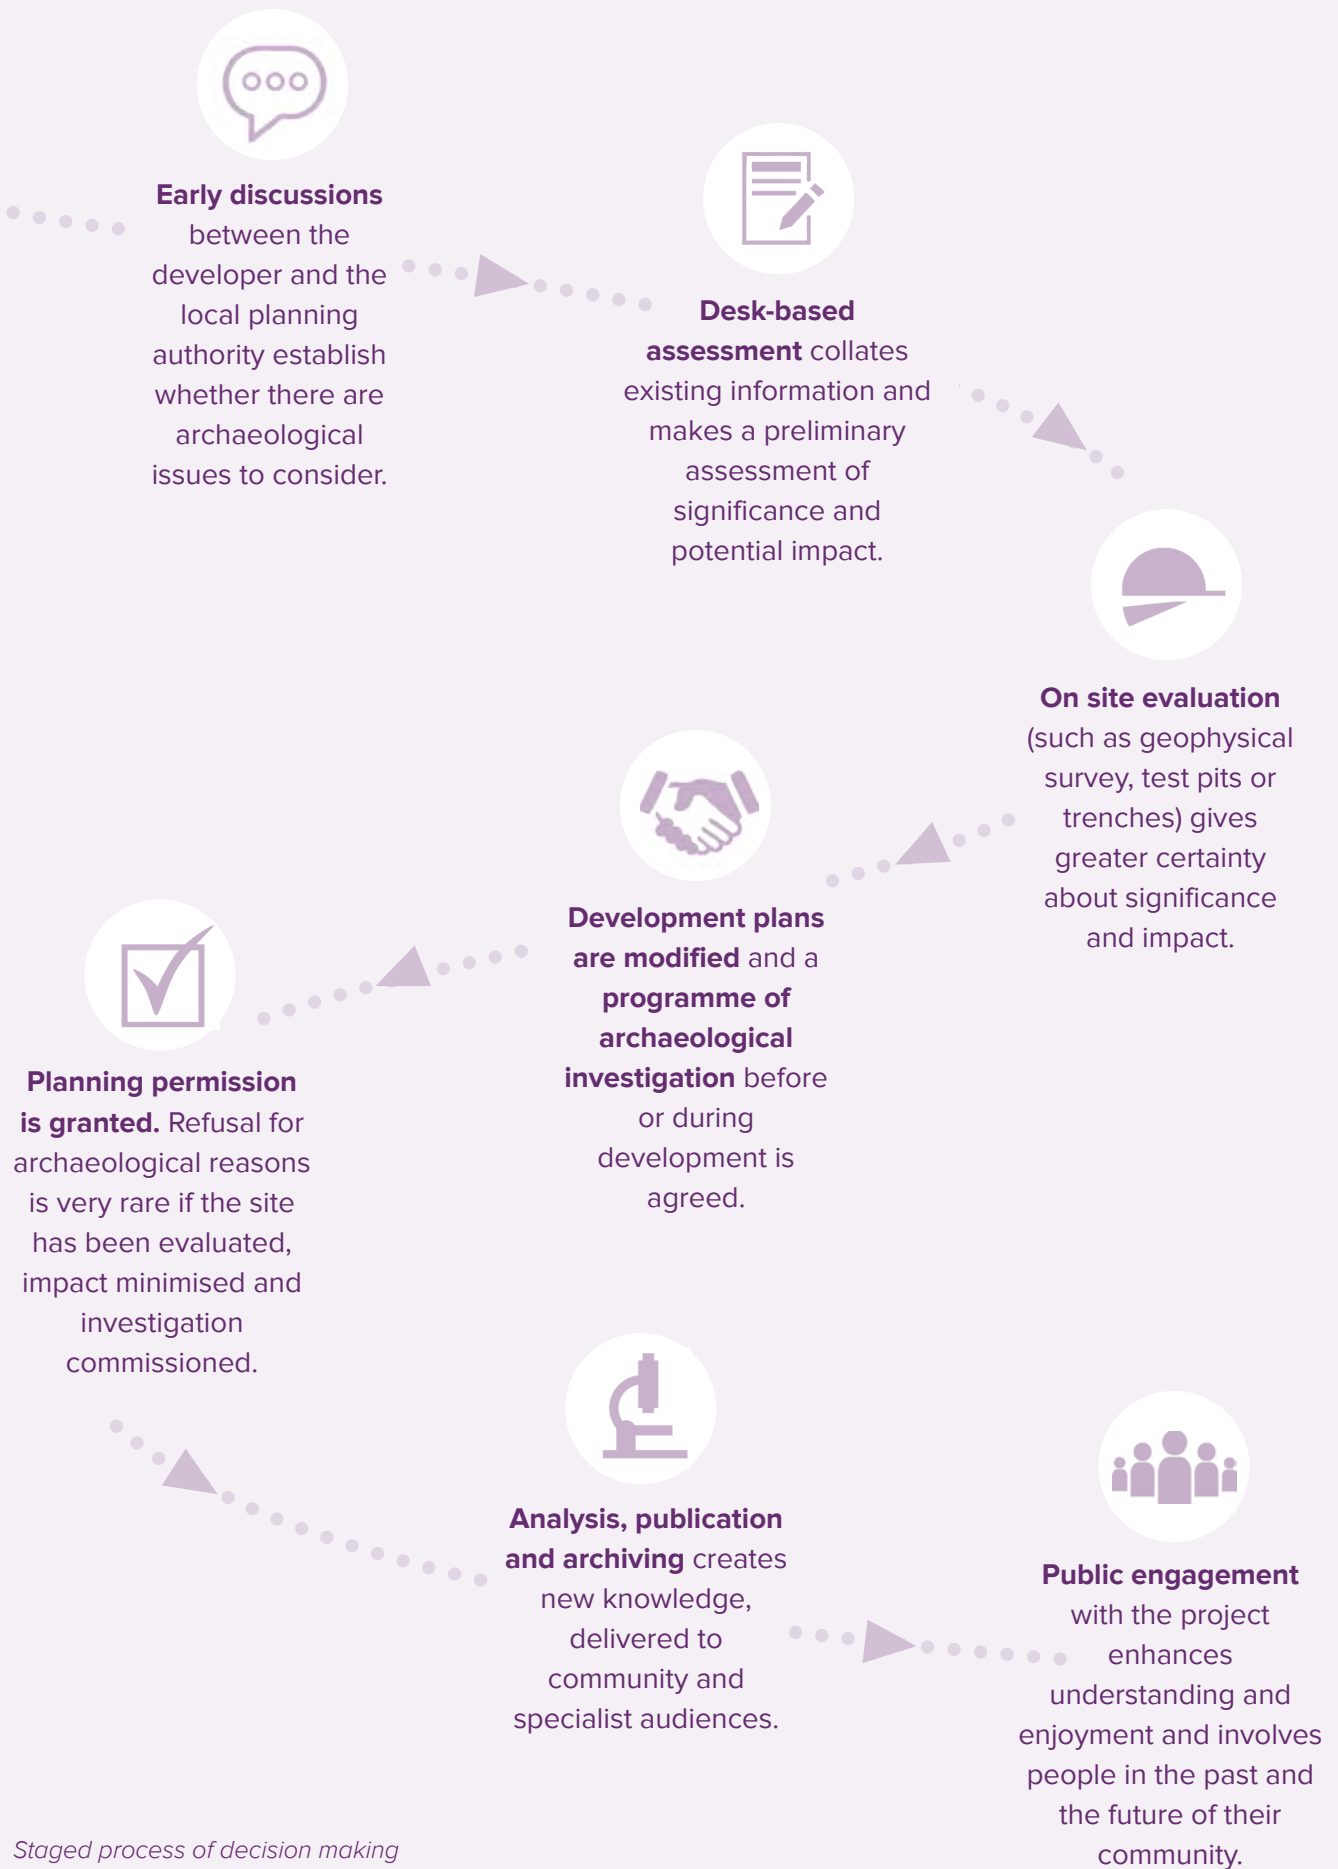 Early discussions
between the
developer and the
local planning
authority establish
whether there are
archaeological
issues to consider.
Desk-based
assessment collates
existing information and
makes a preliminary
assessment of
significance and
potential impact.
On site evaluation
(such as geophysical
survey, test pits or
trenches) gives
greater certainty
about significance
and impact.
Development plans
are modified and a
programme of
archaeological
investigation before
or during
development is
agreed.
Planning permission
is granted. Refusal for
archaeological reasons
is very rare if the site
has been evaluated,
impact minimised and
investigation
commissioned.
Analysis, publication
and archiving creates
new knowledge,
delivered to
community and
specialist audiences.
Public engagement
with the project
enhances
understanding and
enjoyment and involves
people in the past and
the future of their
community.
Staged process of decision making